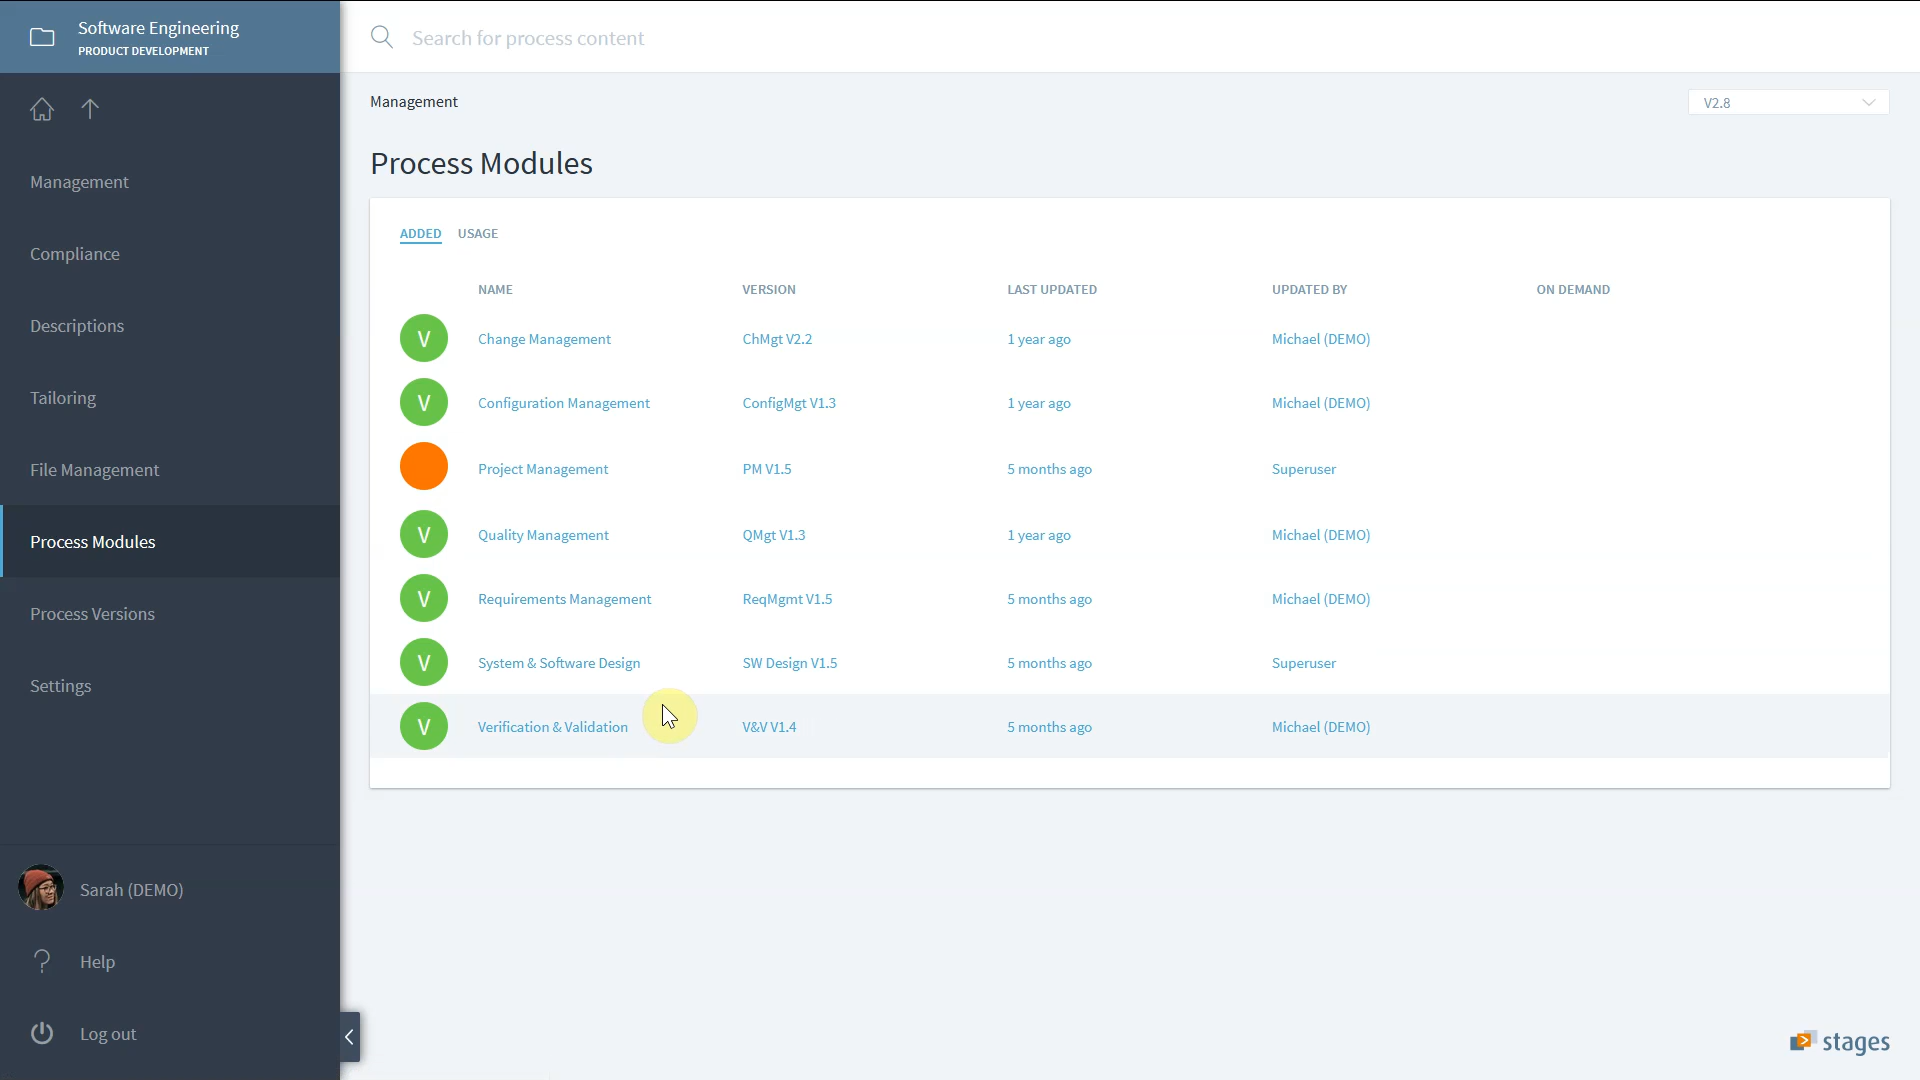 Software Engineering
PRODUCT DEVELOPMENT
Search for process content
Management
V2.8
Management
Compliance
Descriptions
Tailoring
File Management
Process Modules
Process Versions
Settings
Sarah (DEMO)
Help
Log out
Process Modules
ADDED USAGE
NAME VERSION LAST UPDATED UPDATED BY ON DEMAND
V Change Management ChMgt V2.2 1 year ago Michael (DEMO)
V Configuration Management ConfigMgt V1.3 1 year ago Michael (DEMO)
Project Management PM V1.5 5 months ago Superuser
V Quality Management QMgt V1.3 1 year ago Michael (DEMO)
V Requirements Management ReqMgmt V1.5 5 months ago Michael (DEMO)
V System & Software Design SW Design V1.5 5 months ago Superuser
V Verification & Validation V&V V1.4 5 months ago Michael (DEMO)
stages